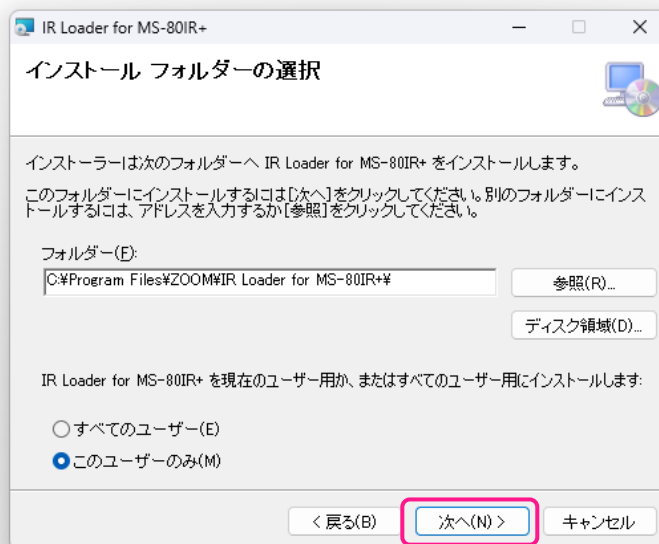 IR Loader for MS-80IR+
インストール フォルダーの選択
インストーラーは次のフォルダーへ IR Loader for MS-80IR+ をインストールします。
このフォルダーにインストールするには[次へ]をクリックしてください。別のフォルダーにインス
トールするには、アドレスを入力するか[参照]をクリックしてください。
フォルダー(F):
C:¥Program Files¥ZOOM¥IR Loader for MS-80IR+¥
参照(R)...
ディスク領域(D)...
IR Loader for MS-80IR+ を現在のユーザー用か、またはすべてのユーザー用にインストールします:
すべてのユーザー(E)
このユーザーのみ(M)
< 戻る(B)
次へ(N) >
キャンセル